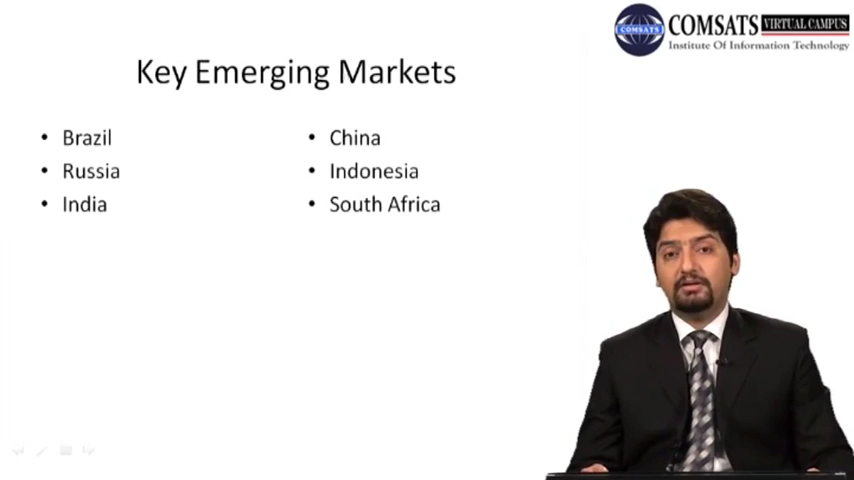 COMSATS VIRTUAL CAMPUS
COMSATS
Institute Of Information Technology
Key Emerging Markets
• Brazil
• Russia
• India
• China
• Indonesia
• South Africa